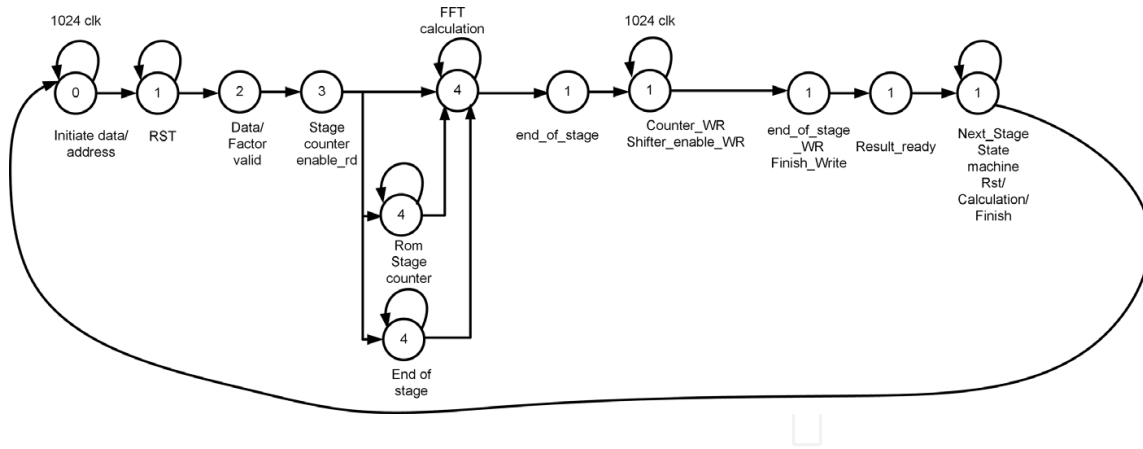 1024 clk
0
Initiate data/
address
1
RST
2
Data/
Factor
valid
3
Stage
counter
enable_rd
FFT
calculation
4
4
Rom
Stage
counter
4
End of
stage
1
end_of_stage
1024 clk
1
Counter_WR
Shifter_enable_WR
1
end_of_stage
_WR
Finish_Write
1
Result_ready
1
Next_Stage
State
machine
Rst/
Calculation/
Finish